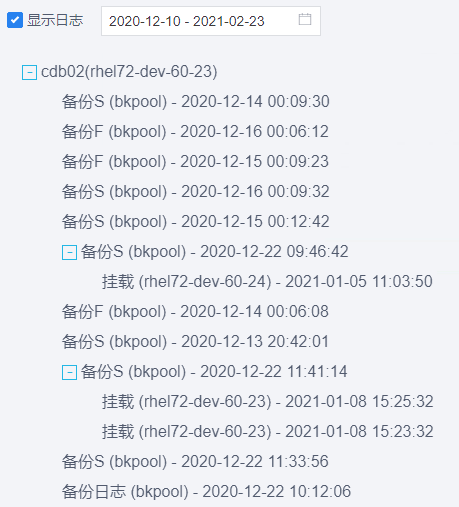 显示日志 2020-12-10 - 2021-02-23
cdb02(rhel72-dev-60-23)
备份S (bkpool) - 2020-12-14 00:09:30
备份F (bkpool) - 2020-12-16 00:06:12
备份F (bkpool) - 2020-12-15 00:09:23
备份S (bkpool) - 2020-12-16 00:09:32
备份S (bkpool) - 2020-12-15 00:12:42
备份S (bkpool) - 2020-12-22 09:46:42
挂载 (rhel72-dev-60-24) - 2021-01-05 11:03:50
备份F (bkpool) - 2020-12-14 00:06:08
备份S (bkpool) - 2020-12-13 20:42:01
备份S (bkpool) - 2020-12-22 11:41:14
挂载 (rhel72-dev-60-23) - 2021-01-08 15:25:32
挂载 (rhel72-dev-60-23) - 2021-01-08 15:23:32
备份S (bkpool) - 2020-12-22 11:33:56
备份日志 (bkpool) - 2020-12-22 10:12:06